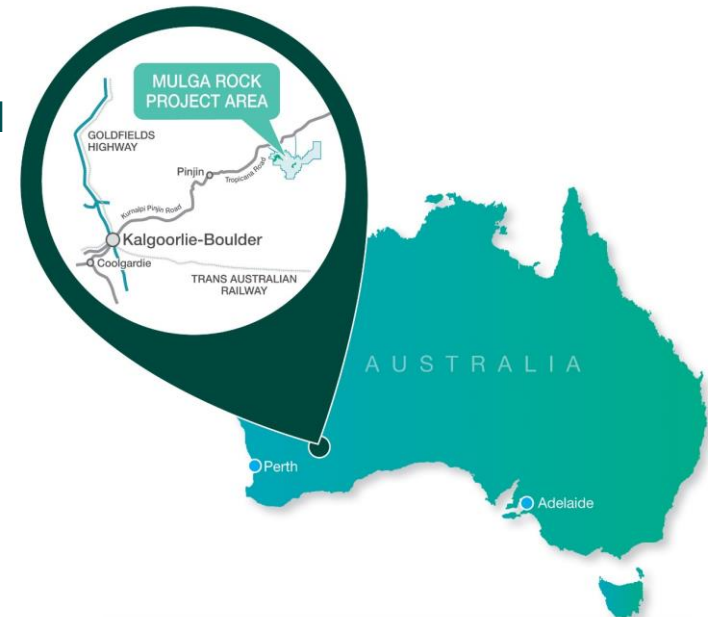 MULGA ROCK
PROJECT AREA
GOLDFIELDS
HIGHWAY
Pinjin
Tropicana Road
Kurnalpi Pinjin Road
Kalgoorlie-Boulder
Coolgardie
TRANS AUSTRALIAN
RAILWAY
AUSTRALIA
Perth
Adelaide